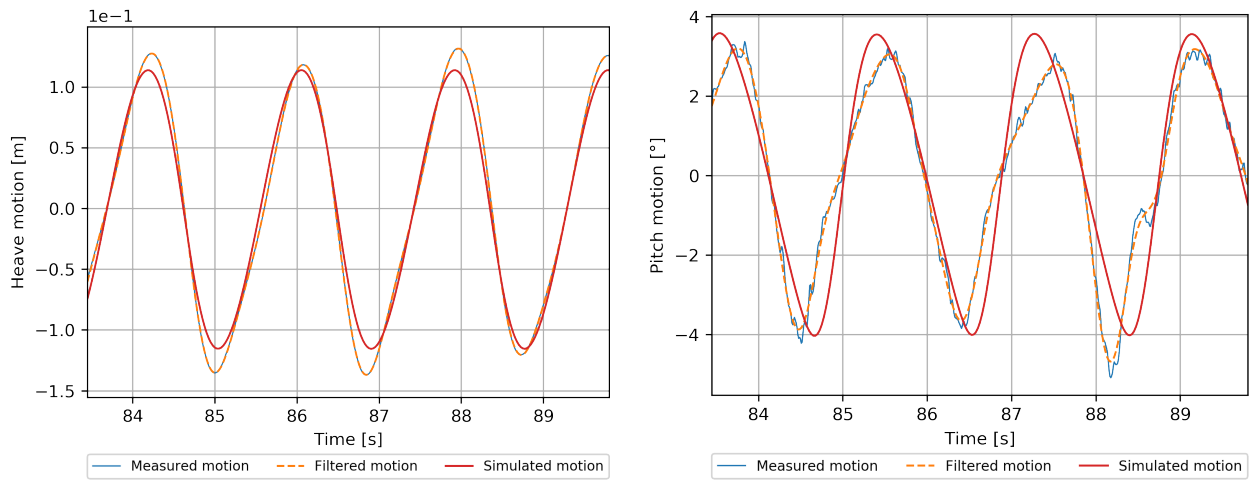 1e−1
1.0
0.5
0.0
−0.5
−1.0
−1.5
Heave motion [m]
84 85 86 87 88 89
Time [s]
Measured motion Filtered motion Simulated motion
4
2
0
−2
−4
Pitch motion [°]
84 85 86 87 88 89
Time [s]
Measured motion Filtered motion Simulated motion